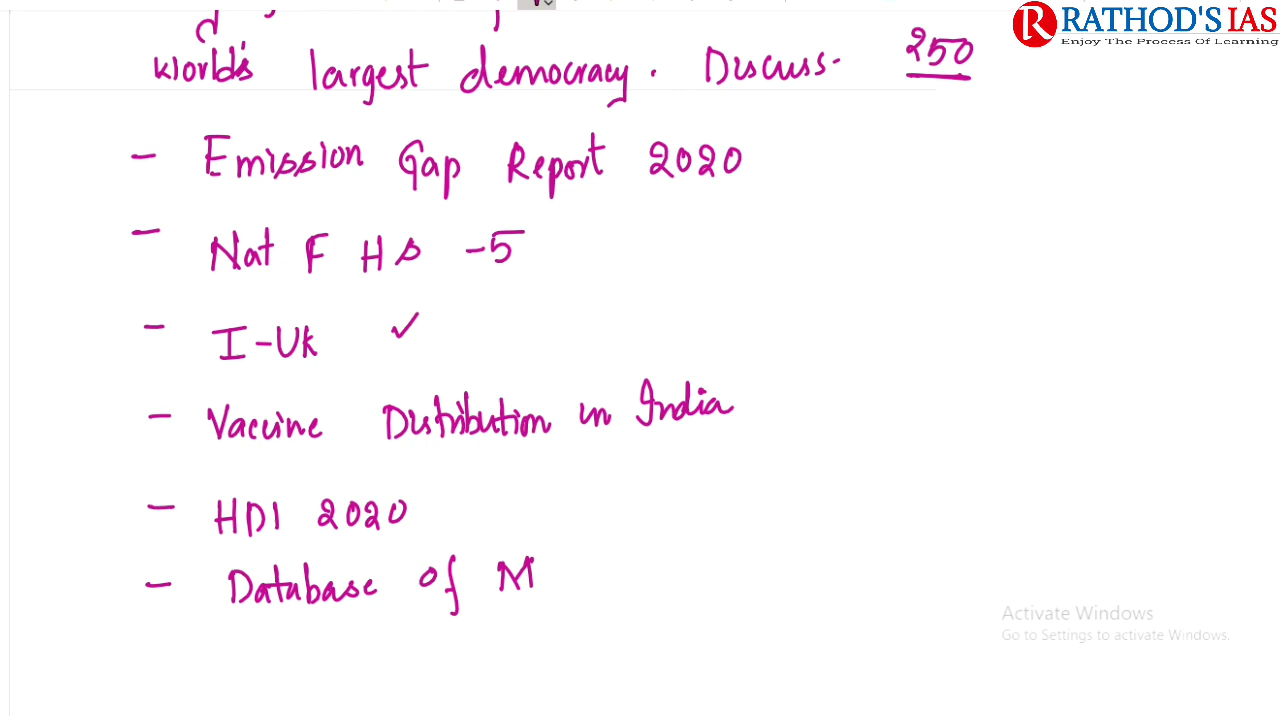 RATHOD'S IAS
Enjoy The Process Of Learning
World's largest democracy. Discuss. 250
- Emission Gap Report 2020
- Nat F H S -5
- I-UK ✓
- Vaccine Distribution in India
- HDI 2020
- Database of M
Activate Windows
Go to Settings to activate Windows.